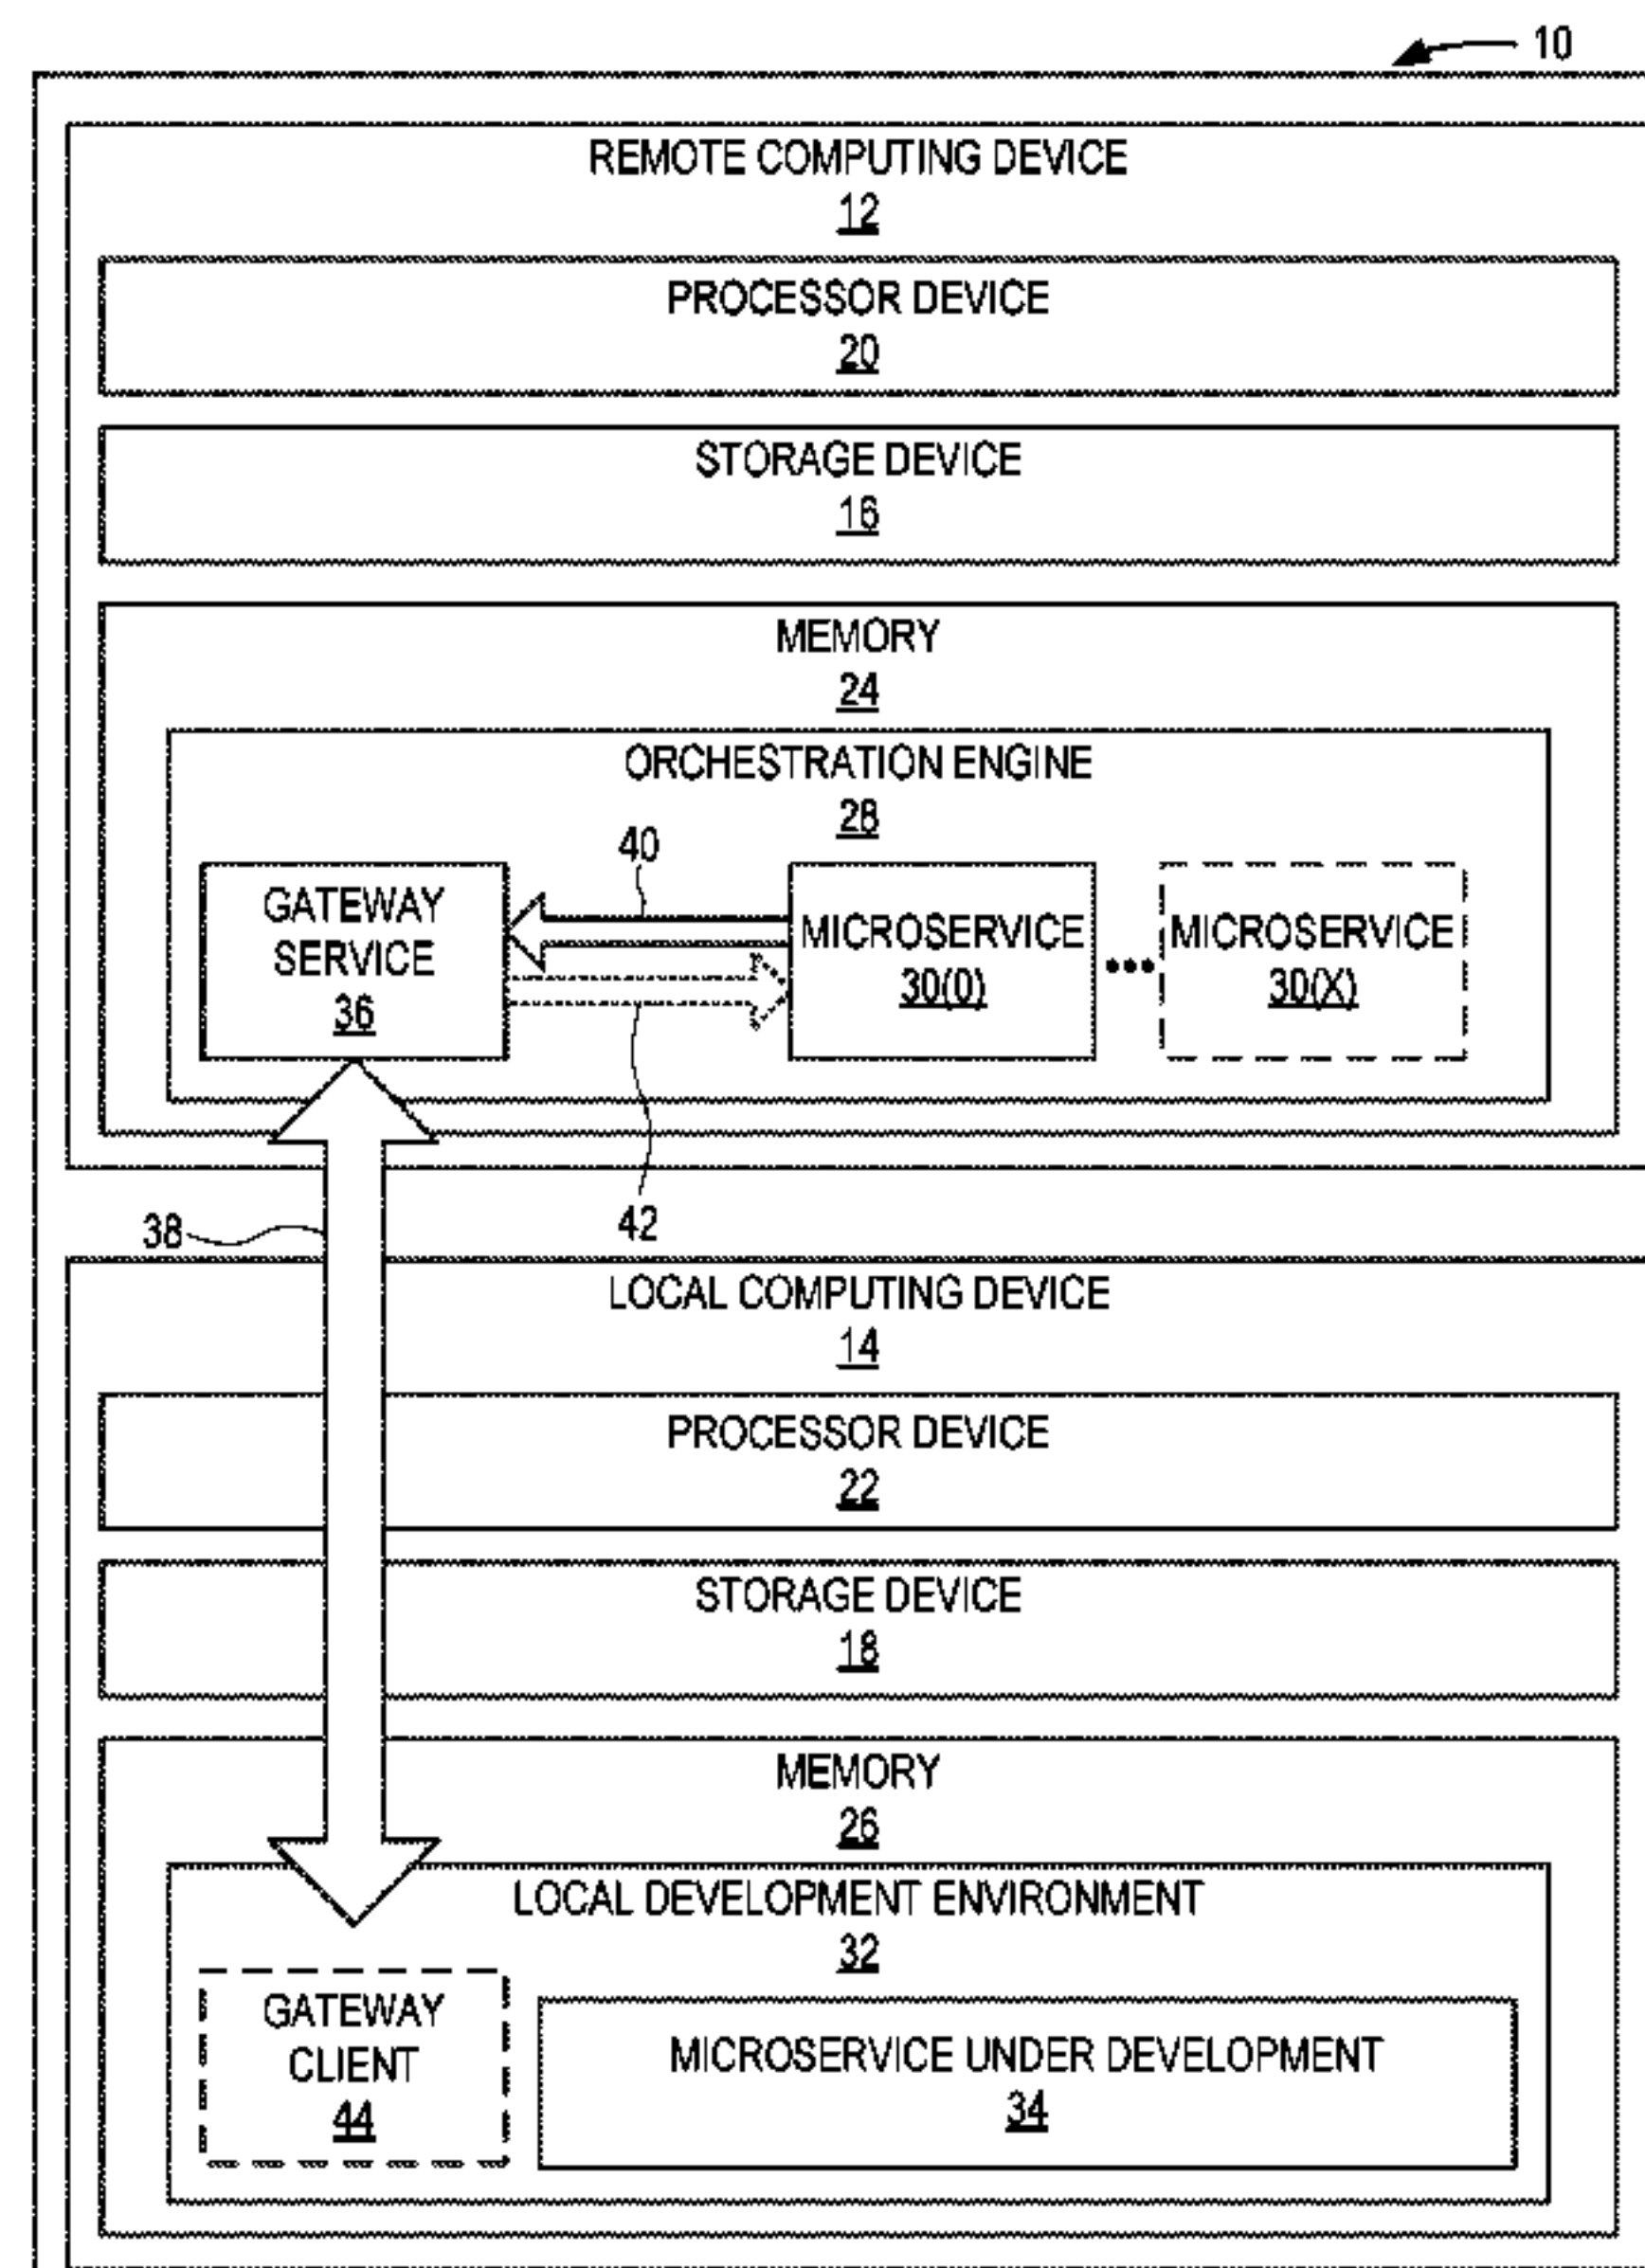 10
REMOTE COMPUTING DEVICE
12
PROCESSOR DEVICE
20
STORAGE DEVICE
16
MEMORY
24
ORCHESTRATION ENGINE
28
40
GATEWAY
SERVICE
36
MICROSERVICE
30(0)
•••
MICROSERVICE
30(X)
42
38
LOCAL COMPUTING DEVICE
14
PROCESSOR DEVICE
22
STORAGE DEVICE
18
MEMORY
26
LOCAL DEVELOPMENT ENVIRONMENT
32
GATEWAY
CLIENT
44
MICROSERVICE UNDER DEVELOPMENT
34